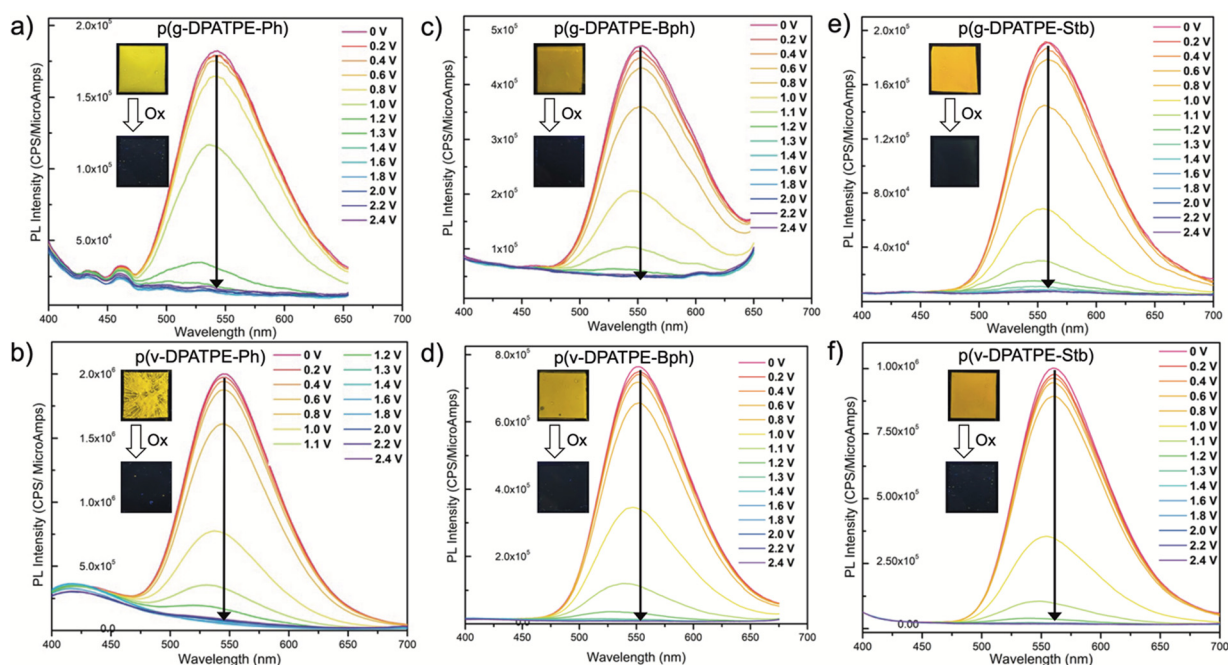 a)
p(g-DPATPE-Ph)
PL Intensity (CPS/MicroAmps)
2.0x10⁵
1.5x10⁵
1.0x10⁵
5.0x10⁴
Ox
0 V
0.2 V
0.4 V
0.6 V
0.8 V
1.0 V
1.2 V
1.3 V
1.4 V
1.6 V
1.8 V
2.0 V
2.2 V
2.4 V
400 450 500 550 600 650 700
Wavelength (nm)
c)
p(g-DPATPE-Bph)
PL Intensity (CPS/MicroAmps)
5x10⁵
4x10⁵
3x10⁵
2x10⁵
1x10⁵
Ox
0 V
0.2 V
0.4 V
0.6 V
0.8 V
1.0 V
1.1 V
1.2 V
1.3 V
1.4 V
1.6 V
1.8 V
2.0 V
2.2 V
2.4 V
400 450 500 550 600 650 700
Wavelength (nm)
e)
p(g-DPATPE-Stb)
PL Intensity (CPS/MicroAmps)
2.0x10⁵
1.6x10⁵
1.2x10⁵
8.0x10⁴
4.0x10⁴
Ox
0 V
0.2 V
0.4 V
0.6 V
0.8 V
1.0 V
1.1 V
1.2 V
1.3 V
1.4 V
1.6 V
1.8 V
2.0 V
2.2 V
2.4 V
400 450 500 550 600 650 700
Wavelength (nm)
b)
p(v-DPATPE-Ph)
PL Intensity (CPS/ MicroAmps)
2.0x10⁶
1.5x10⁶
1.0x10⁶
5.0x10⁵
0.0
Ox
0 V
0.2 V
0.4 V
0.6 V
0.8 V
1.0 V
1.1 V
1.2 V
1.3 V
1.4 V
1.6 V
1.8 V
2.0 V
2.2 V
2.4 V
400 450 500 550 600 650 700
Wavelength (nm)
d)
p(v-DPATPE-Bph)
PL Intensity (CPS/MicroAmps)
8.0x10⁵
6.0x10⁵
4.0x10⁵
2.0x10⁵
0.0
Ox
0 V
0.2 V
0.4 V
0.6 V
0.8 V
1.0 V
1.1 V
1.2 V
1.3 V
1.4 V
1.6 V
1.8 V
2.0 V
2.2 V
2.4 V
400 450 500 550 600 650 700
Wavelength (nm)
f)
p(v-DPATPE-Stb)
PL Intensity (CPS/MicroAmps)
1.00x10⁶
7.50x10⁵
5.00x10⁵
2.50x10⁵
0.00
Ox
0 V
0.2 V
0.4 V
0.6 V
0.8 V
1.0 V
1.1 V
1.2 V
1.3 V
1.4 V
1.6 V
1.8 V
2.0 V
2.2 V
2.4 V
400 450 500 550 600 650 700
Wavelength (nm)